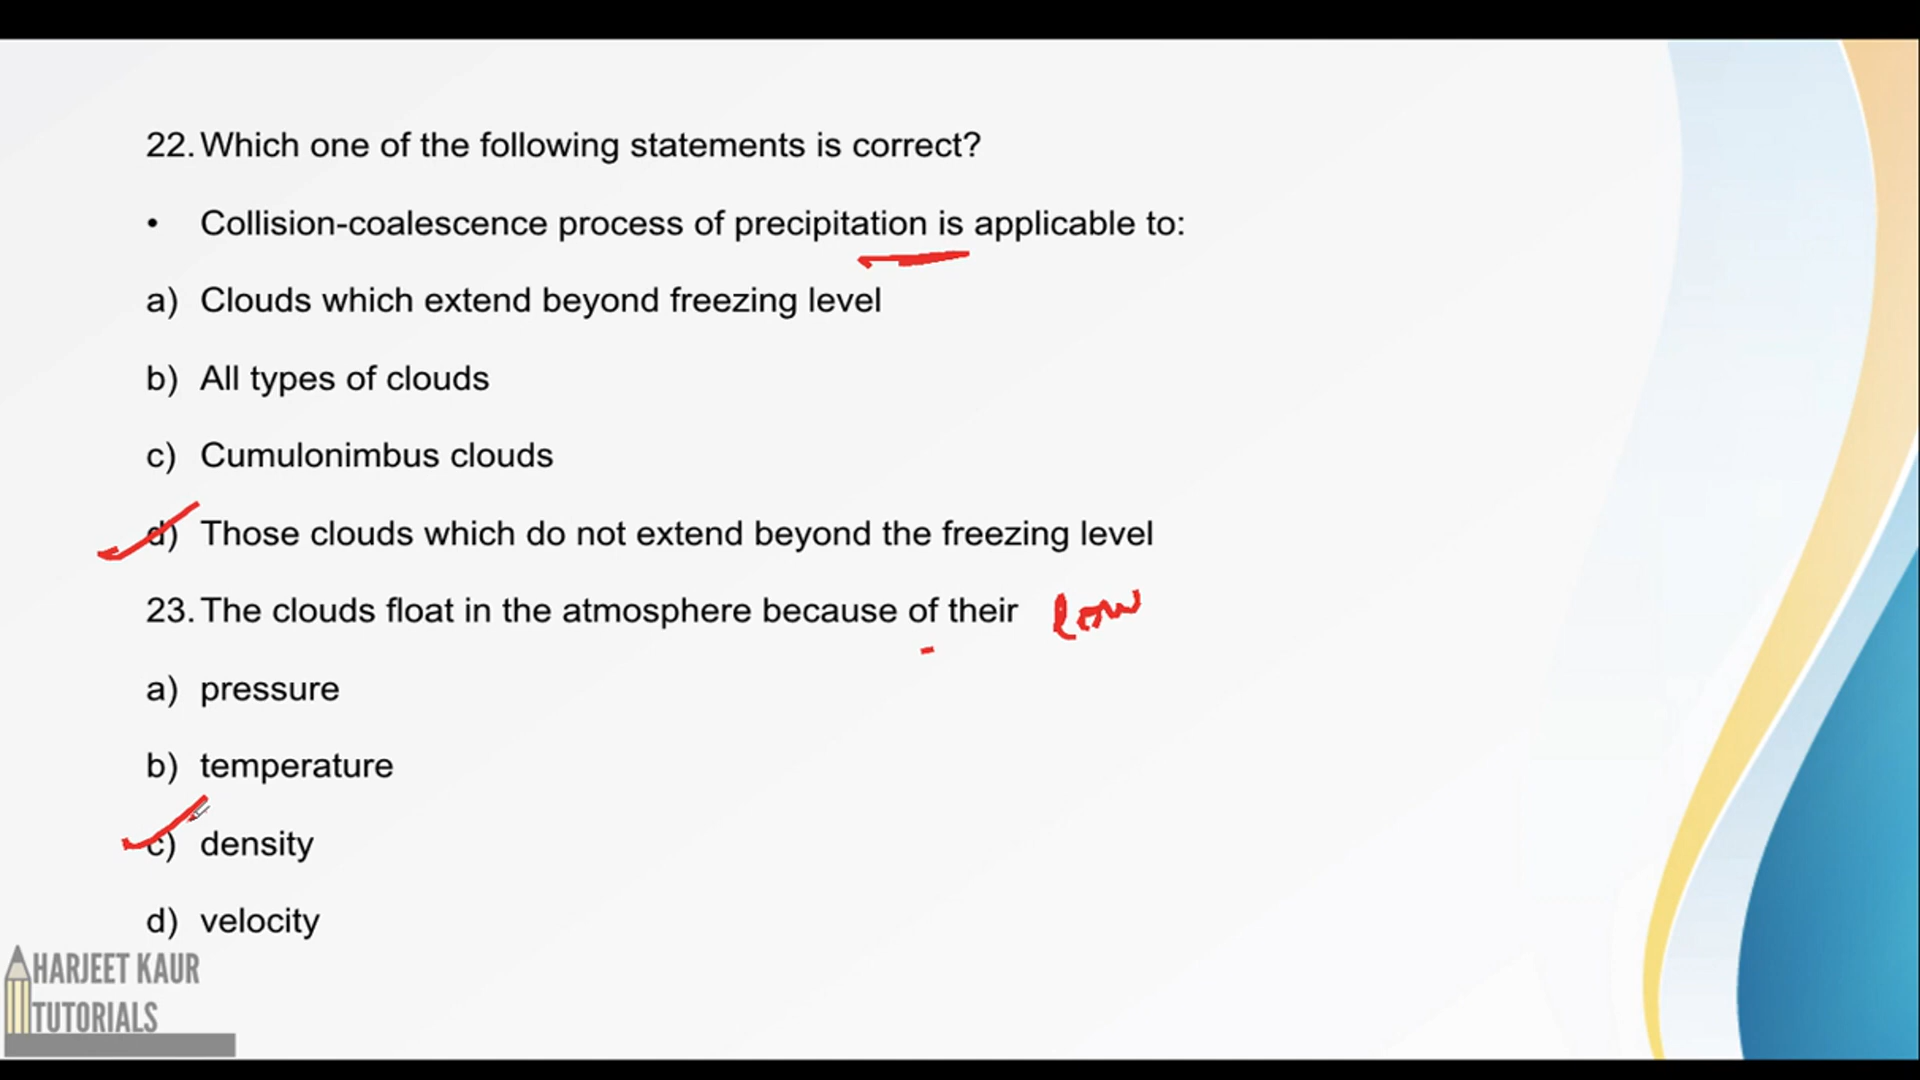 22. Which one of the following statements is correct?
• Collision-coalescence process of precipitation is applicable to:
a) Clouds which extend beyond freezing level
b) All types of clouds
c) Cumulonimbus clouds
d) Those clouds which do not extend beyond the freezing level
23. The clouds float in the atmosphere because of their low
a) pressure
b) temperature
c) density
d) velocity
HARJEET KAUR
TUTORIALS